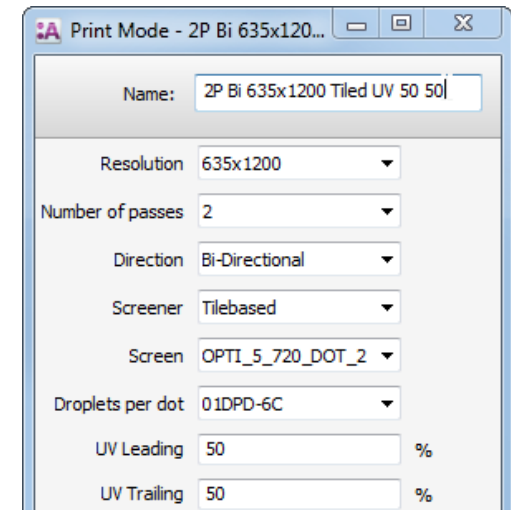 :A Print Mode - 2P Bi 635x120...
Name: 2P Bi 635x1200 Tiled UV 50 50
Resolution 635x1200
Number of passes 2
Direction Bi-Directional
Screener Tilebased
Screen OPTI_5_720_DOT_2
Droplets per dot 01DPD-6C
UV Leading 50 %
UV Trailing 50 %